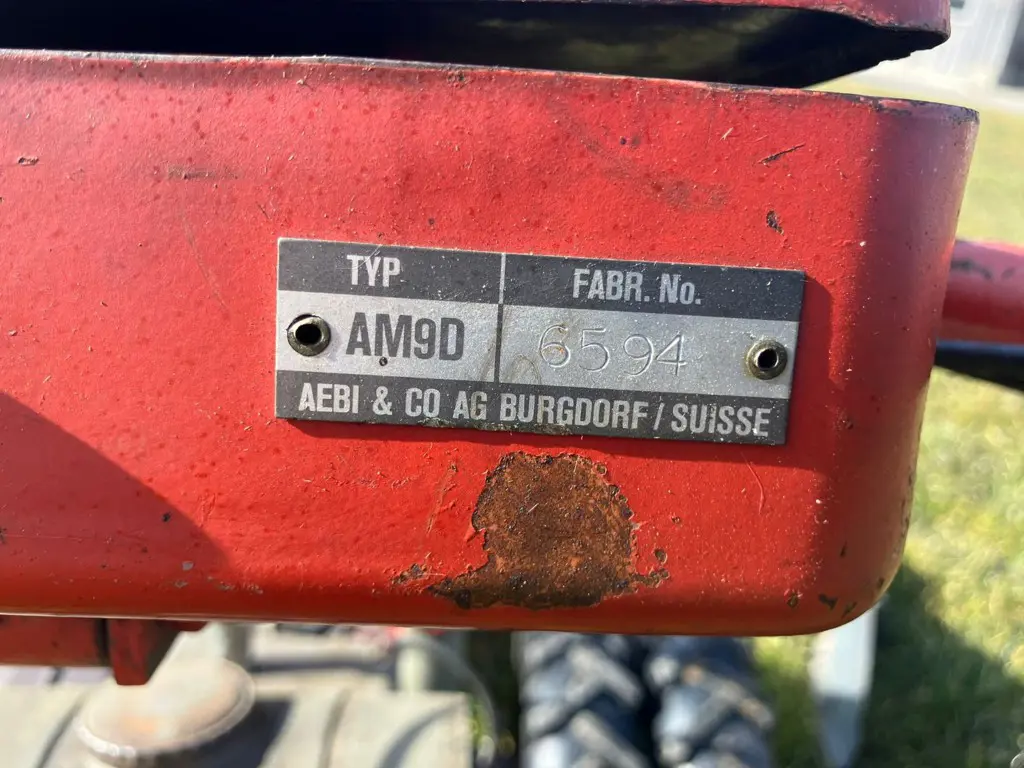 TYP FABR. No.
AM9D 6594
AEBI & CO AG BURGDORF / SUISSE